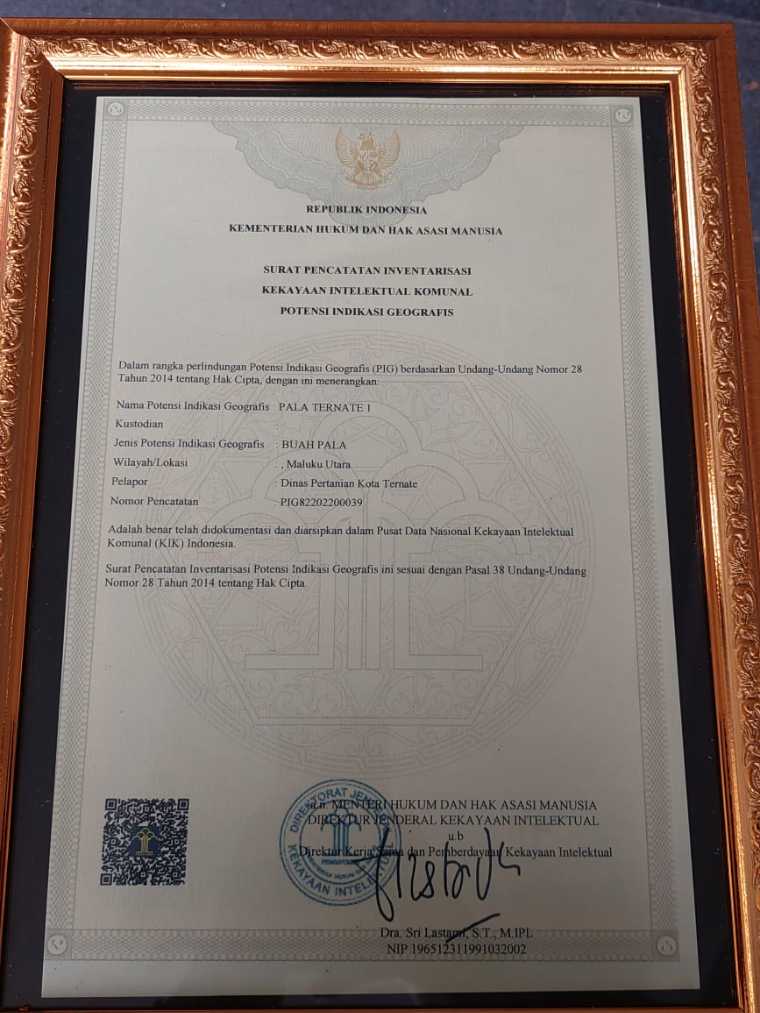 REPUBLIK INDONESIA
KEMENTERIAN HUKUM DAN HAK ASASI MANUSIA
SURAT PENCATATAN INVENTARISASI
KEKAYAAN INTELEKTUAL KOMUNAL
POTENSI INDIKASI GEOGRAFIS
Dalam rangka perlindungan Potensi Indikasi Geografis (PIG) berdasarkan Undang-Undang Nomor 28
Tahun 2014 tentang Hak Cipta, dengan ini menerangkan:
Nama Potensi Indikasi Geografis : PALA TERNATE 1
Kustodian :
Jenis Potensi Indikasi Geografis : BUAH PALA
Wilayah/Lokasi : , Maluku Utara
Pelapor : Dinas Pertanian Kota Ternate
Nomor Pencatatan : PIG82202200039
Adalah benar telah didokumentasi dan diarsipkan dalam Pusat Data Nasional Kekayaan Intelektual
Komunal (KIK) Indonesia.
Surat Pencatatan Inventarisasi Potensi Indikasi Geografis ini sesuai dengan Pasal 38 Undang-Undang
Nomor 28 Tahun 2014 tentang Hak Cipta.
a.n. MENTERI HUKUM DAN HAK ASASI MANUSIA
DIREKTUR JENDERAL KEKAYAAN INTELEKTUAL
u.b
Direktur Kerja Sama dan Pemberdayaan Kekayaan Intelektual
DIREKTORAT
KEKAYAAN
Dra. Sri Lastami, S.T., M.IPL
NIP 196512311991032002